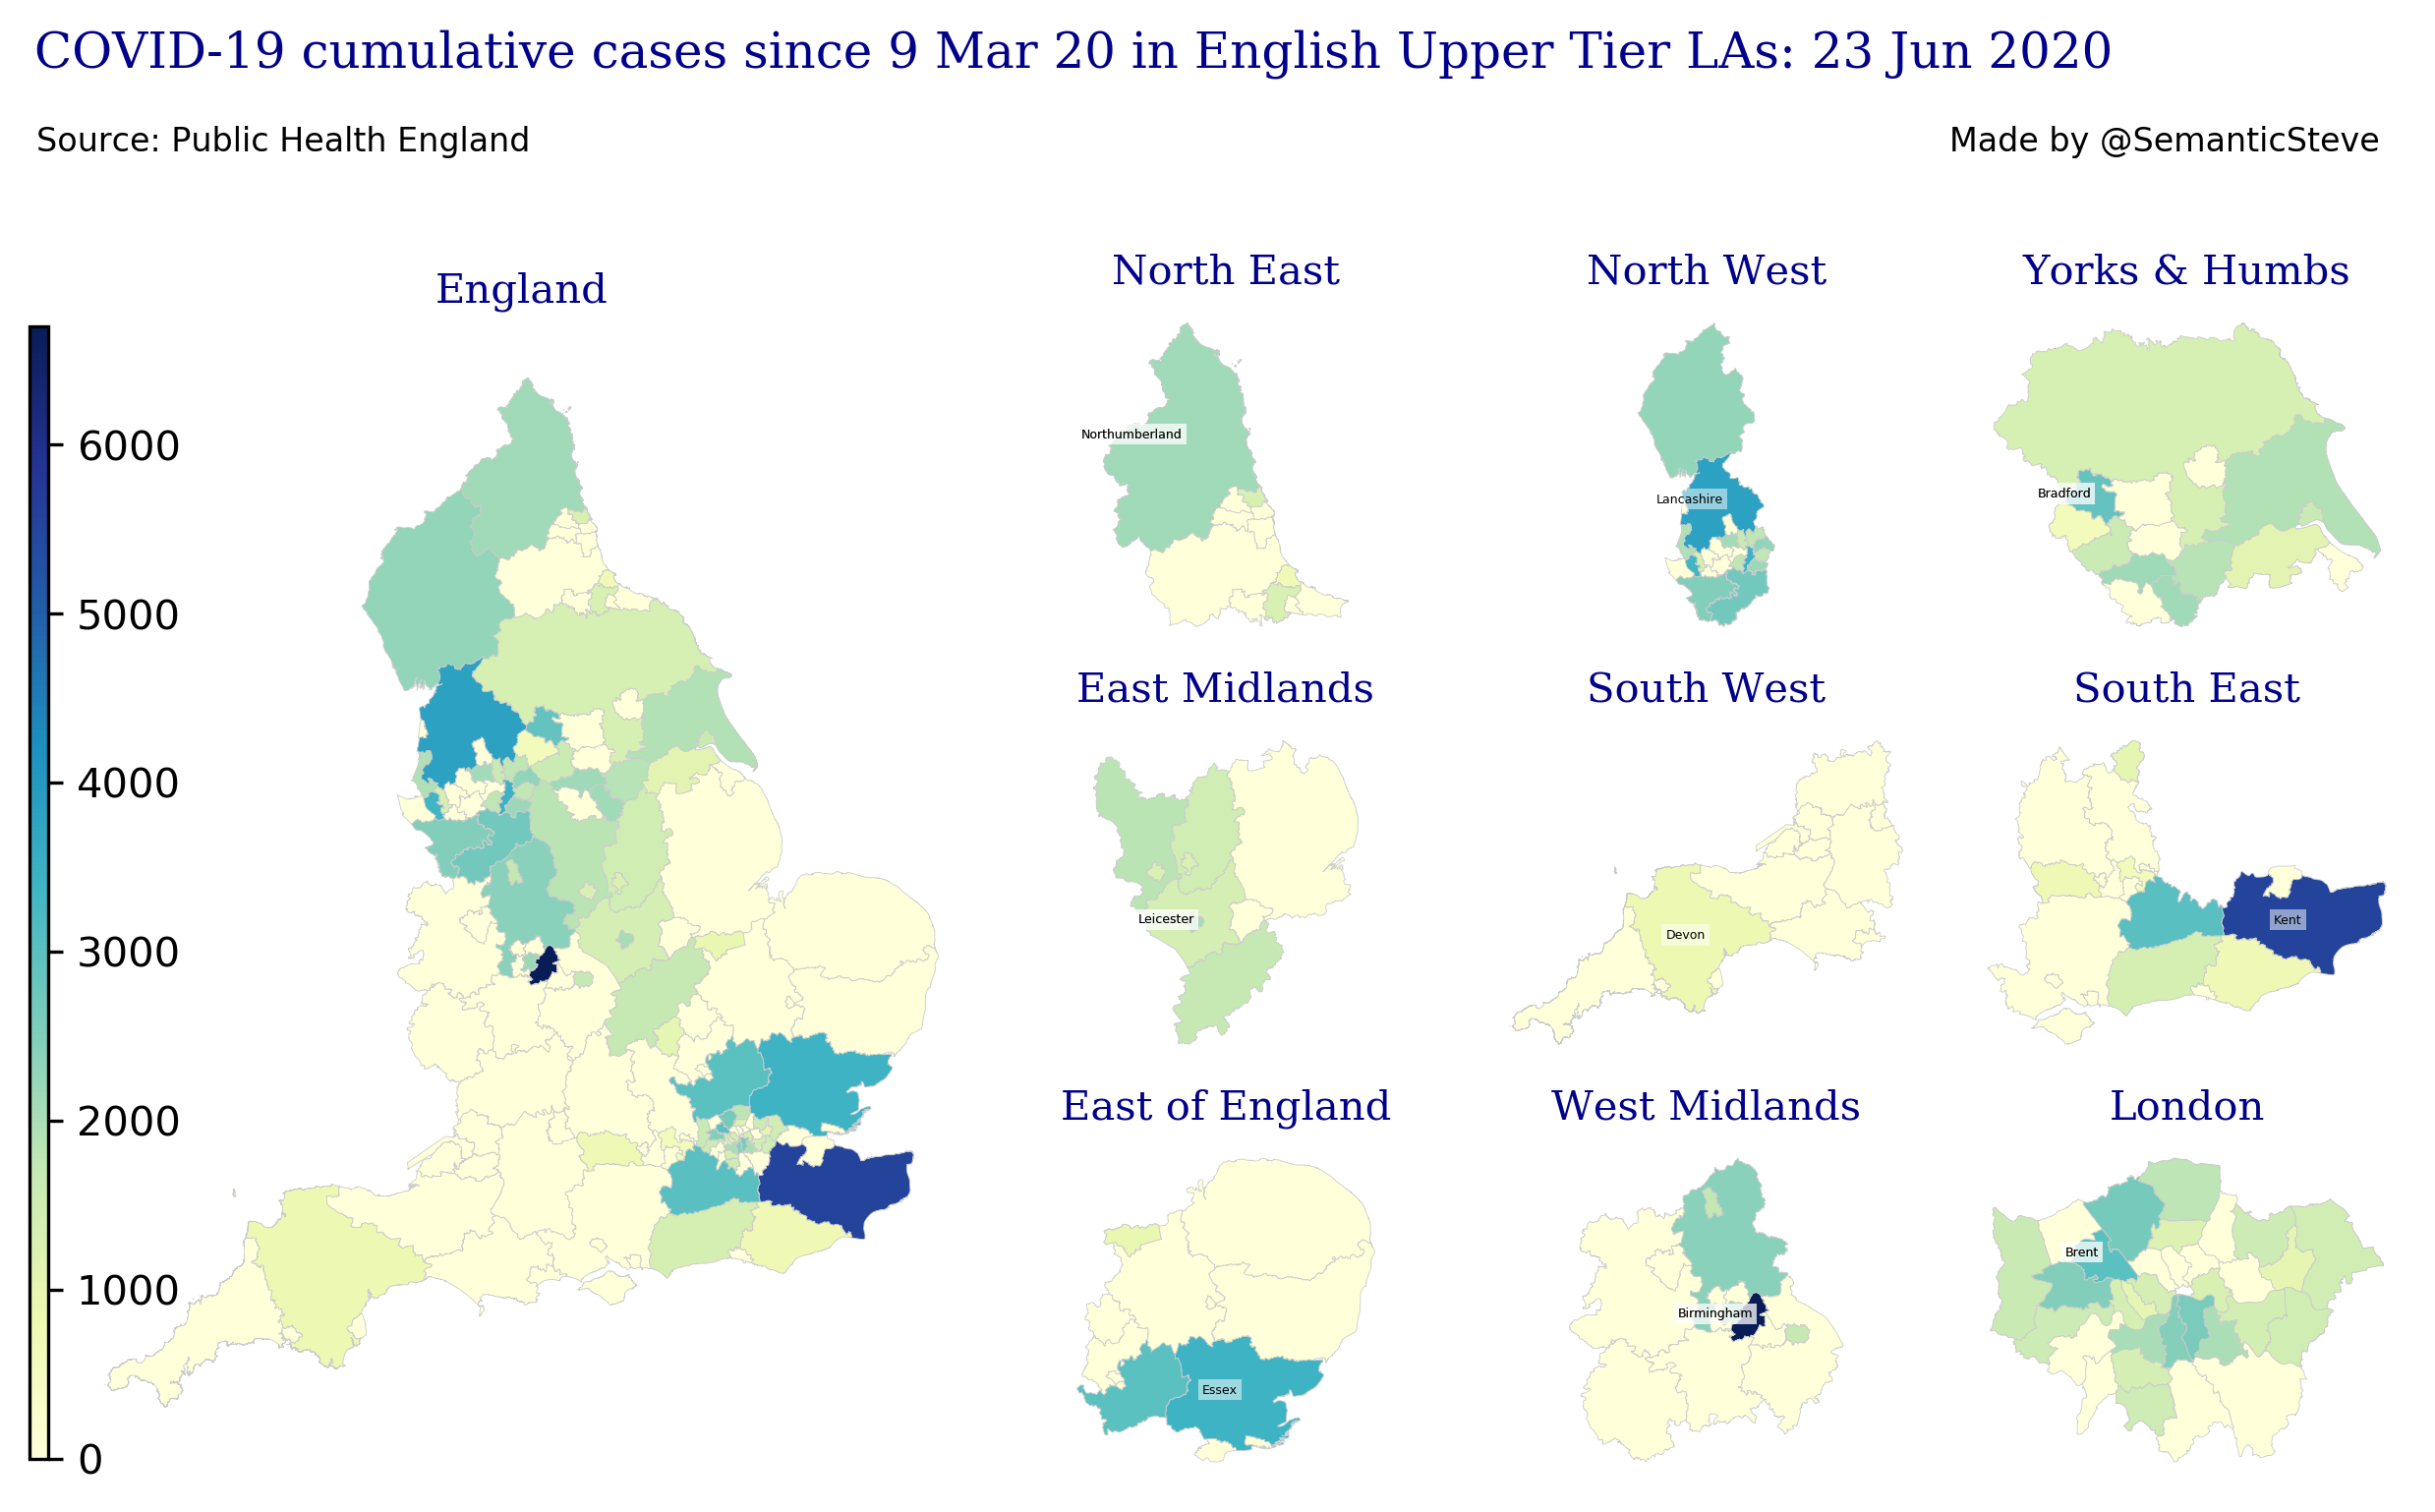 COVID-19 cumulative cases since 9 Mar 20 in English Upper Tier LAs: 23 Jun 2020
Source: Public Health England
Made by @SemanticSteve
England
6000
5000
4000
3000
2000
1000
0
North East
Northumberland
North West
Lancashire
Yorks & Humbs
Bradford
East Midlands
Leicester
South West
Devon
South East
Kent
East of England
Essex
West Midlands
Birmingham
London
Brent